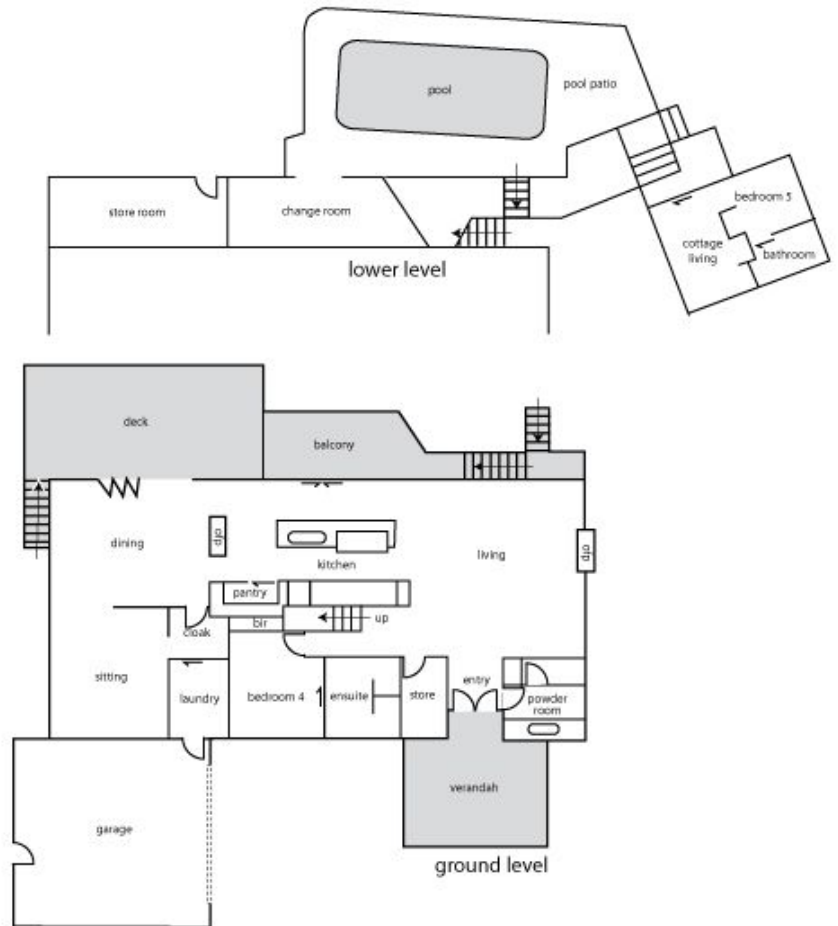 pool
pool patio
store room
change room
bedroom 5
cottage
living
bathroom
lower level
deck
balcony
dining
ofp
kitchen
living
ofp
pantry
bir
up
cloak
sitting
laundry
bedroom 4
ensuite
store
entry
powder
room
verandah
garage
ground level